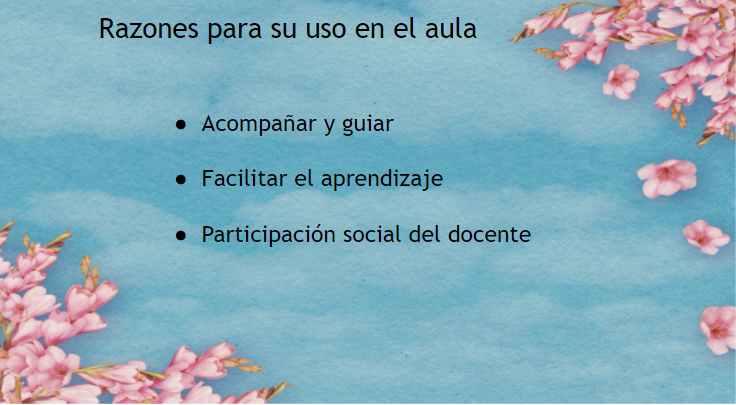 Razones para su uso en el aula
● Acompañar y guiar
● Facilitar el aprendizaje
● Participación social del docente